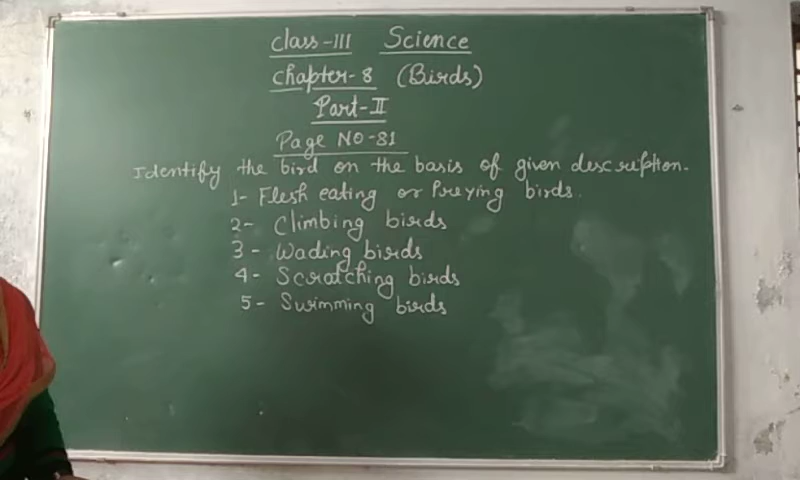 Class-III Science
Chapter-8 (Birds)
Part-II
Page No-81
Identify the bird on the basis of given description.
1- Flesh eating or Preying birds.
2- Climbing birds
3- Wading birds
4- Scratching birds
5- Swimming birds